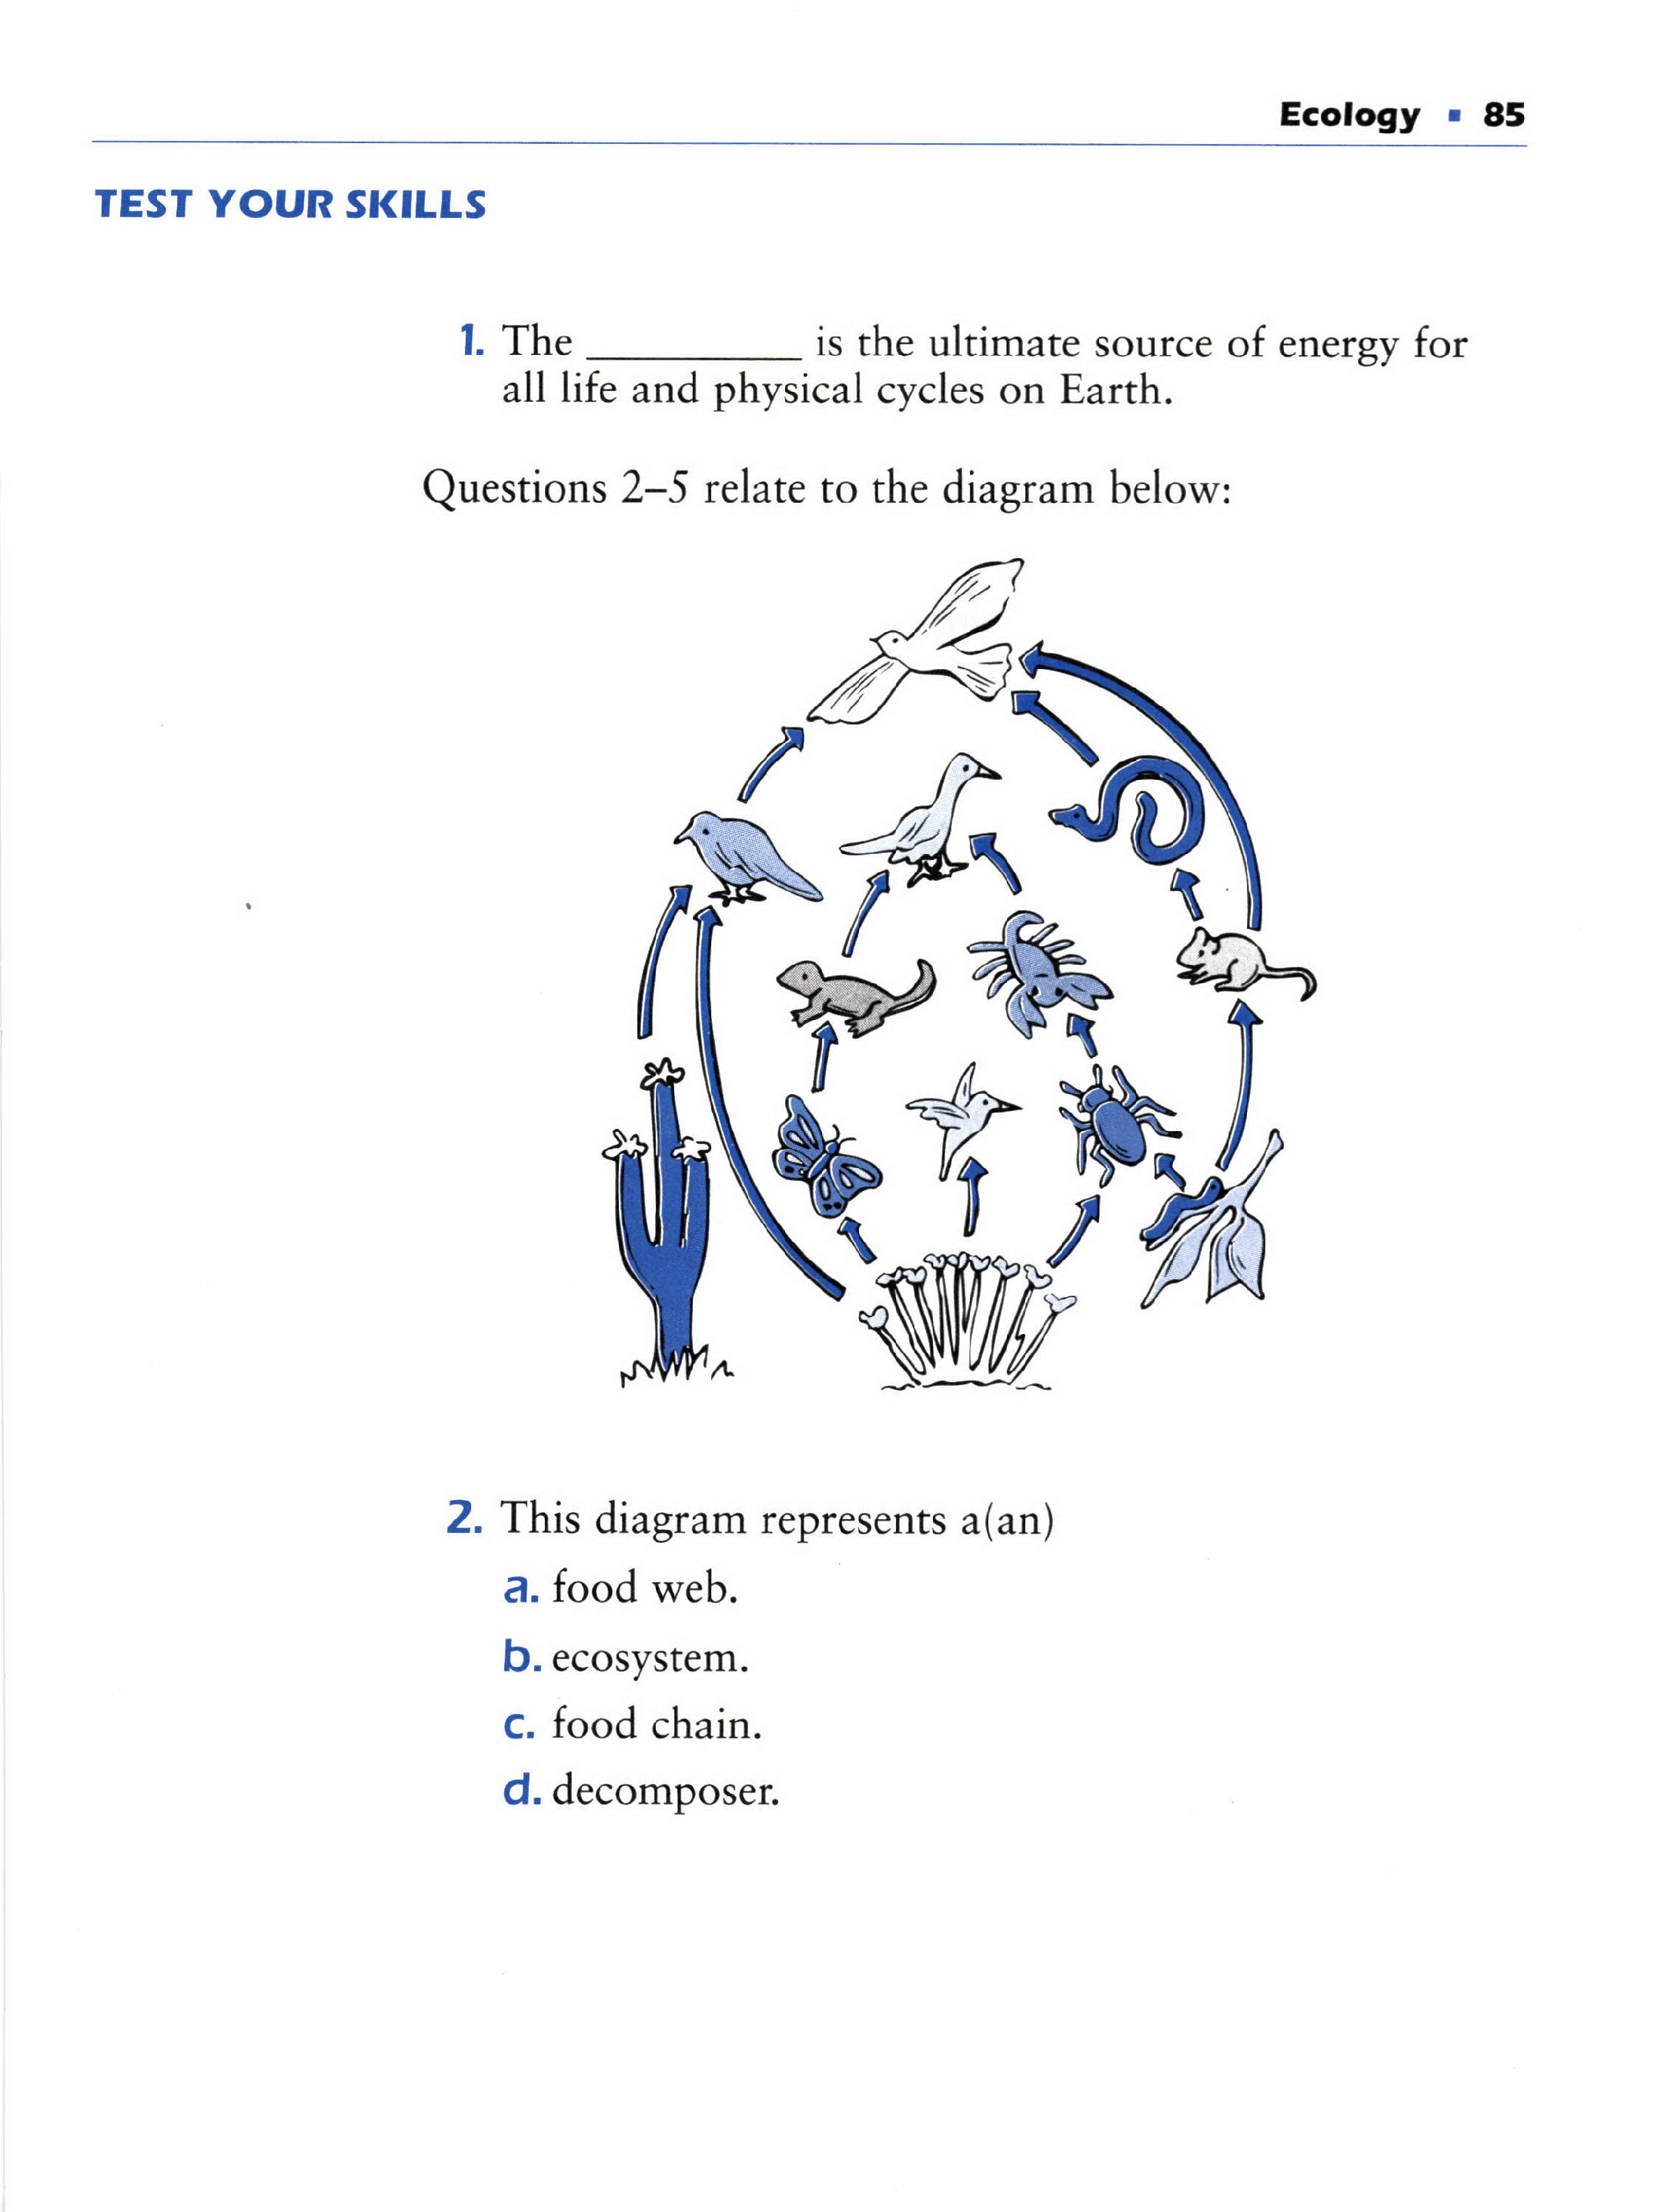 Ecology ▪ 85
TEST YOUR SKILLS
1. The __________ is the ultimate source of energy for
all life and physical cycles on Earth.
Questions 2–5 relate to the diagram below:
2. This diagram represents a(an)
a. food web.
b. ecosystem.
c. food chain.
d. decomposer.